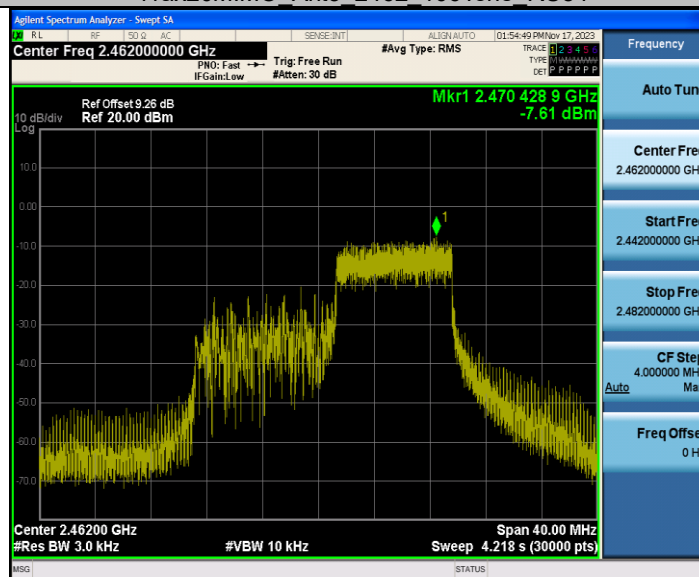 Agilent Spectrum Analyzer - Swept SA
RL RF 50 Ω AC SENSE:INT ALIGN AUTO 01:54:49 PM Nov 17, 2023
Center Freq 2.462000000 GHz
PNO: Fast
IFGain:Low
Trig: Free Run
#Atten: 30 dB
#Avg Type: RMS
TRACE 1 2 3 4 5 6
TYPE
DET P P P P P P
Frequency
Auto Tun
Center Fre
2.462000000 GH
Start Fre
2.442000000 GH
Stop Fre
2.482000000 GH
CF Step
4.000000 MH
Auto Ma
Freq Offse
0 H
Mkr1 2.470 428 9 GHz
-7.61 dBm
Ref Offset 9.26 dB
10 dB/div Ref 20.00 dBm
Log
10.0
0.00
-10.0
-20.0
-30.0
-40.0
-50.0
-60.0
-70.0
1
Center 2.46200 GHz Span 40.00 MHz
#Res BW 3.0 kHz #VBW 10 kHz Sweep 4.218 s (30000 pts)
MSG STATUS